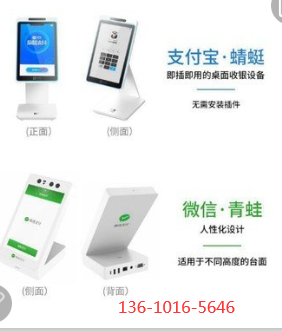 支付宝·蜻蜓
即插即用的桌面收银设备
无需安装插件
(正面)
(侧面)
微信·青蛙
人性化设计
适用于不同高度的台面
(侧面)
(背面)
136-1016-5646